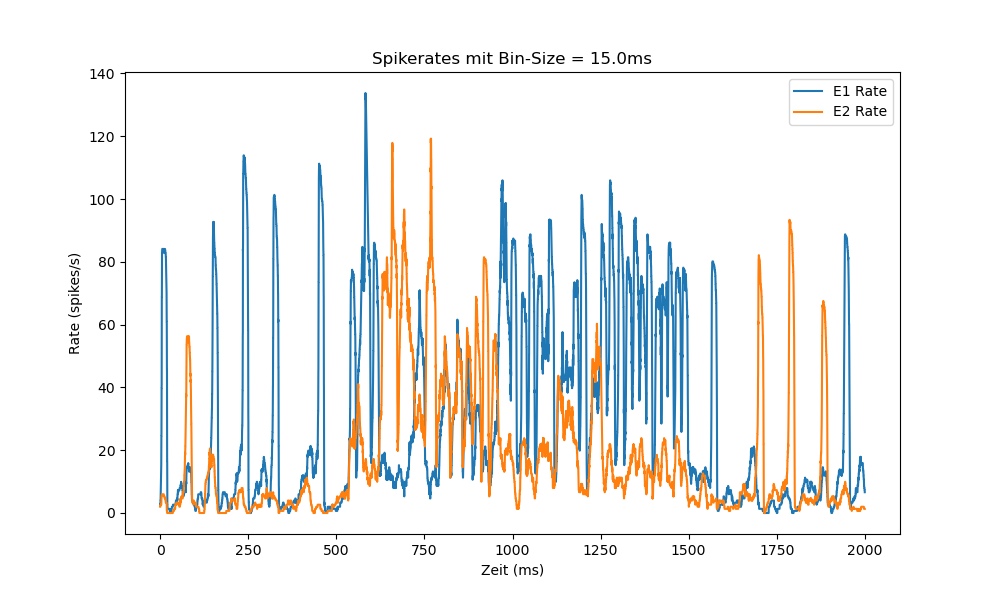 Spikerates mit Bin-Size = 15.0ms
E1 Rate
E2 Rate
Rate (spikes/s)
140
120
100
80
60
40
20
0
0 250 500 750 1000 1250 1500 1750 2000
Zeit (ms)